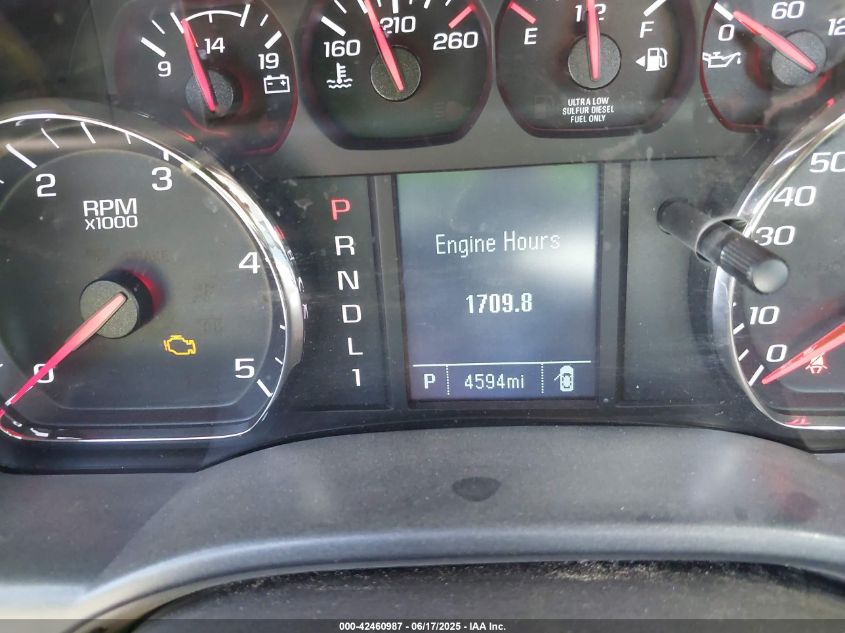 9 14 19
160 210 260
E 1/2 F
ULTRA LOW
SULFUR DIESEL
FUEL ONLY
0 60
2 3 4 5
RPM
x1000
0
P
R
N
D
L
1
Engine Hours
1709.8
P 4594mi
50
40
30
10
0
000-42460987 - 06/17/2025 - IAA Inc.